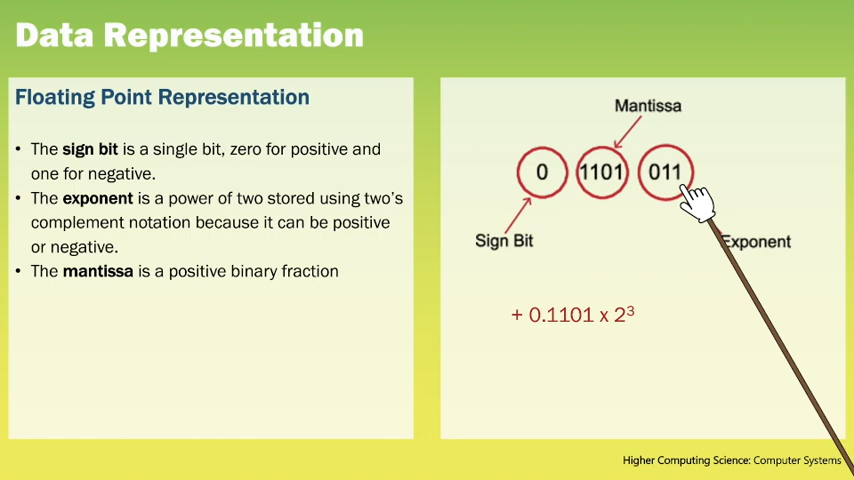 Data Representation
Floating Point Representation
• The sign bit is a single bit, zero for positive and
one for negative.
• The exponent is a power of two stored using two's
complement notation because it can be positive
or negative.
• The mantissa is a positive binary fraction
Mantissa
0 1101 011
Sign Bit
Exponent
+ 0.1101 x 2³
Higher Computing Science: Computer Systems